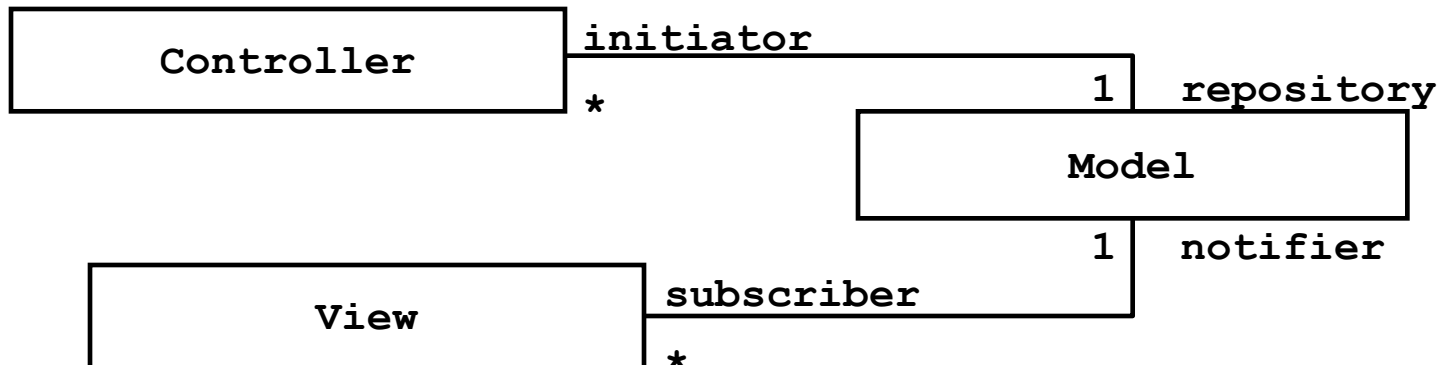 initiator
Controller
*
1 repository
Model
1 notifier
subscriber
View
*